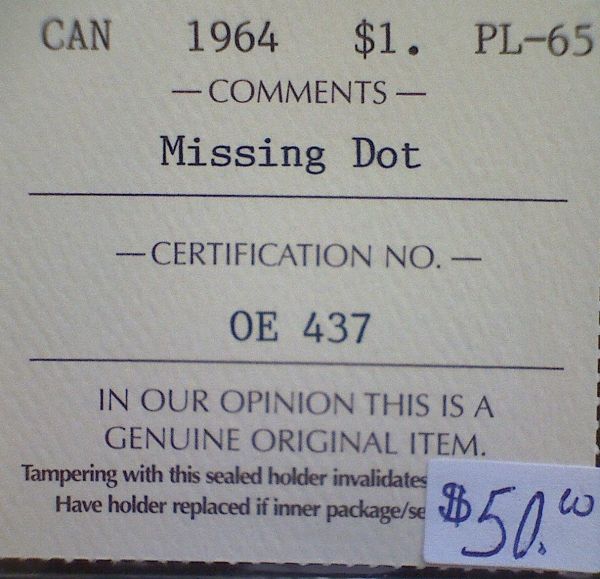 CAN 1964 $1. PL-65
— COMMENTS —
Missing Dot
— CERTIFICATION NO. —
OE 437
IN OUR OPINION THIS IS A
GENUINE ORIGINAL ITEM.
Tampering with this sealed holder invalidates
Have holder replaced if inner package/se
$50.00